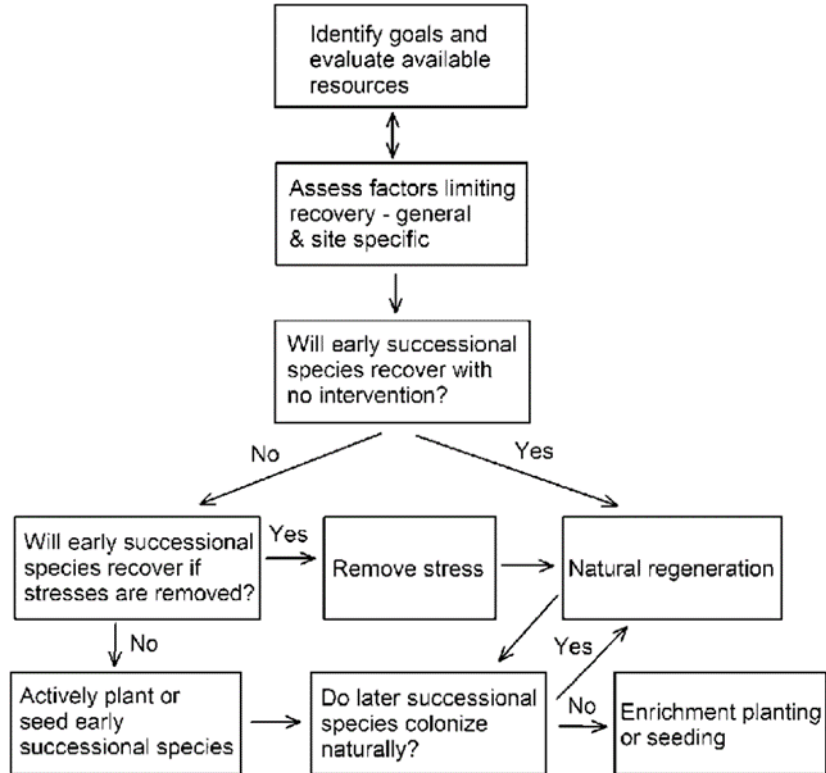 Identify goals and
evaluate available
resources
Assess factors limiting
recovery - general
& site specific
Will early successional
species recover with
no intervention?
No
Yes
Will early successional
species recover if
stresses are removed?
Yes
Remove stress
Natural regeneration
No
Yes
Actively plant or
seed early
successional species
Do later successional
species colonize
naturally?
No
Enrichment planting
or seeding